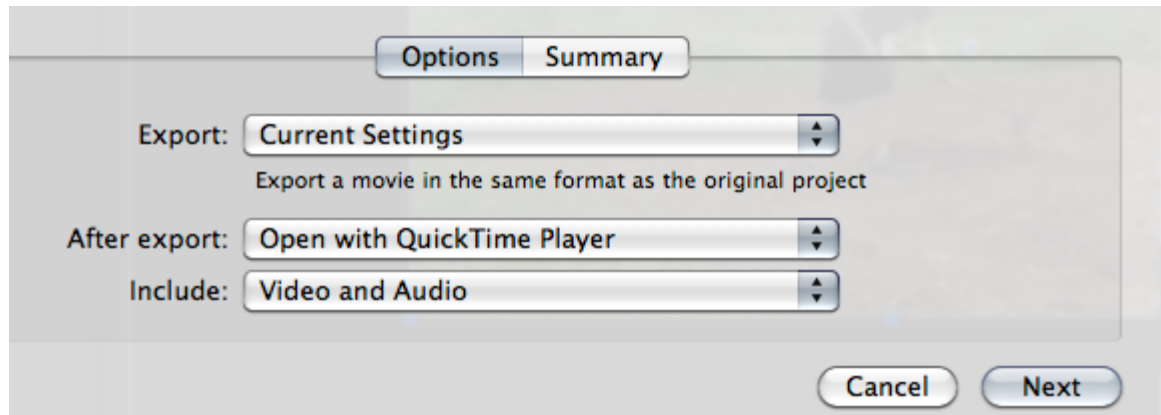 Options Summary
Export: Current Settings
Export a movie in the same format as the original project
After export: Open with QuickTime Player
Include: Video and Audio
Cancel Next